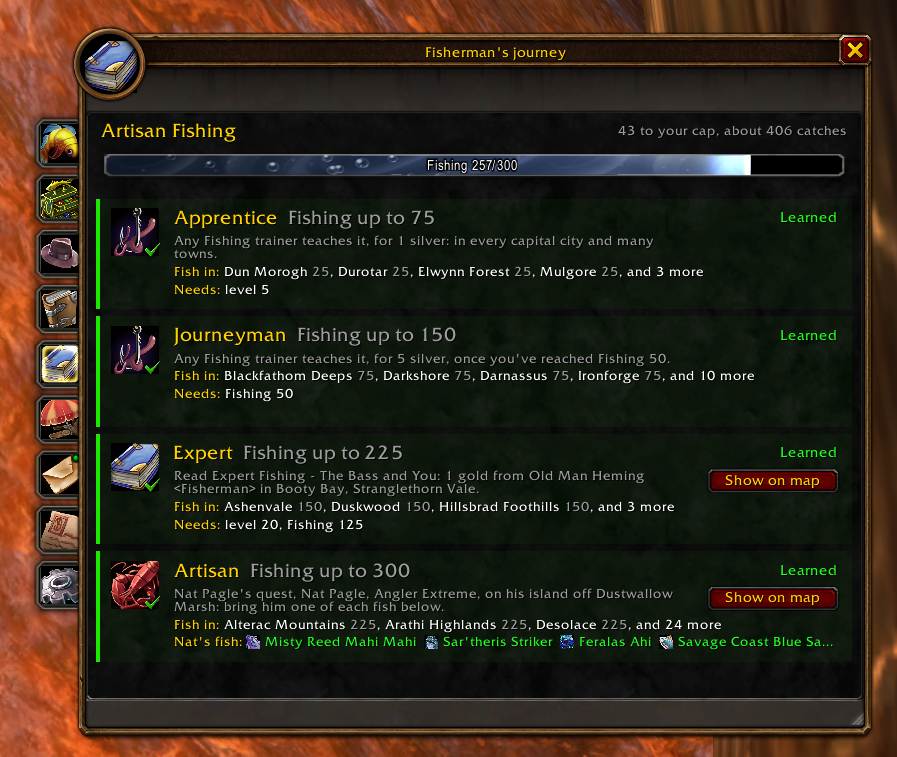 Fisherman's journey
Artisan Fishing
43 to your cap, about 406 catches
Fishing 257/300
Apprentice Fishing up to 75
Learned
Any Fishing trainer teaches it, for 1 silver: in every capital city and many
towns.
Fish in: Dun Morogh 25, Durotar 25, Elwynn Forest 25, Mulgore 25, and 3 more
Needs: level 5
Journeyman Fishing up to 150
Learned
Any Fishing trainer teaches it, for 5 silver, once you've reached Fishing 50.
Fish in: Blackfathom Deeps 75, Darkshore 75, Darnassus 75, Ironforge 75, and 10 more
Needs: Fishing 50
Expert Fishing up to 225
Learned
Read Expert Fishing - The Bass and You: 1 gold from Old Man Heming
<Fisherman> in Booty Bay, Stranglethorn Vale.
Show on map
Fish in: Ashenvale 150, Duskwood 150, Hillsbrad Foothills 150, and 3 more
Needs: level 20, Fishing 125
Artisan Fishing up to 300
Learned
Nat Pagle's quest, Nat Pagle, Angler Extreme, on his island off Dustwallow
Marsh: bring him one of each fish below.
Show on map
Fish in: Alterac Mountains 225, Arathi Highlands 225, Desolace 225, and 24 more
Nat's fish: Misty Reed Mahi Mahi Sar'theris Striker Feralas Ahi Savage Coast Blue Sa...